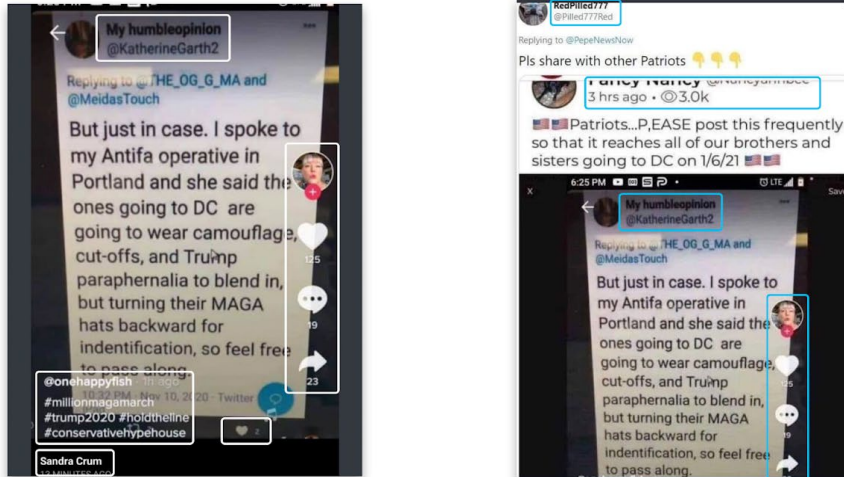 My humbleopinion
@KatherineGarth2
Replying to @THE_OG_G_MA and
@MeidasTouch
But just in case. I spoke to
my Antifa operative in
Portland and she said the
ones going to DC are
going to wear camouflage,
cut-offs, and Trump
paraphernalia to blend in,
but turning their MAGA
hats backward for
indentification, so feel free
to pass along.
125
19
23
@onehappyfish · 1h ago
10:32 PM · Nov 10, 2020 · Twitter
#millionmagamarch
#trump2020 #holdtheline
#conservativehypehouse
2
Sandra Crum
12 MINUTES AGO
RedPilled777
@Pilled777Red
Replying to @PepeNewsNow
Pls share with other Patriots 👇👇👇
Fancy Nancy
3 hrs ago · 3.0k
🇺🇸🇺🇸Patriots...P,EASE post this frequently
so that it reaches all of our brothers and
sisters going to DC on 1/6/21 🇺🇸🇺🇸
6:25 PM
LTE
X
Save
My humbleopinion
@KatherineGarth2
Replying to @THE_OG_G_MA and
@MeidasTouch
But just in case. I spoke to
my Antifa operative in
Portland and she said the
ones going to DC are
going to wear camouflage,
cut-offs, and Trump
paraphernalia to blend in,
but turning their MAGA
hats backward for
indentification, so feel free
to pass along.
125
19